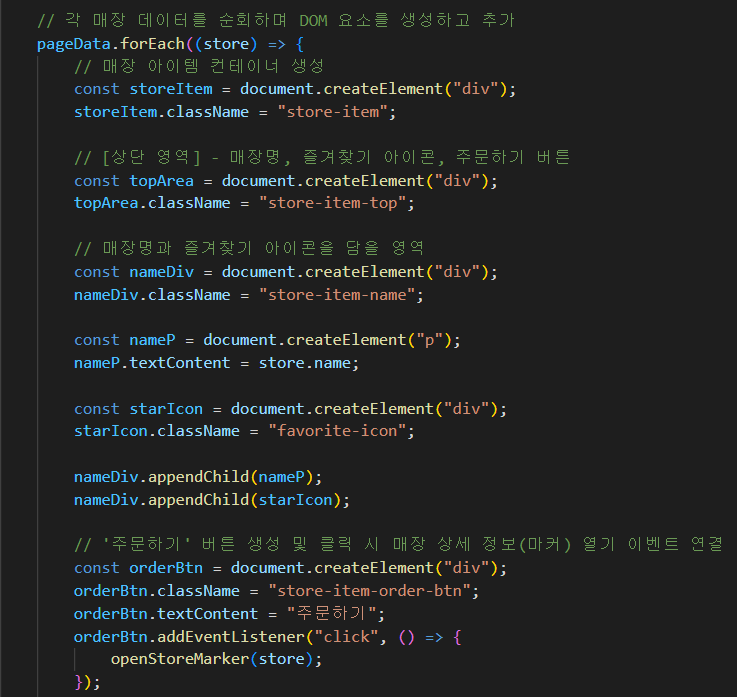 // 각 매장 데이터를 순회하며 DOM 요소를 생성하고 추가
pageData.forEach((store) => {
// 매장 아이템 컨테이너 생성
const storeItem = document.createElement("div");
storeItem.className = "store-item";
// [상단 영역] - 매장명, 즐겨찾기 아이콘, 주문하기 버튼
const topArea = document.createElement("div");
topArea.className = "store-item-top";
// 매장명과 즐겨찾기 아이콘을 담을 영역
const nameDiv = document.createElement("div");
nameDiv.className = "store-item-name";
const nameP = document.createElement("p");
nameP.textContent = store.name;
const starIcon = document.createElement("div");
starIcon.className = "favorite-icon";
nameDiv.appendChild(nameP);
nameDiv.appendChild(starIcon);
// '주문하기' 버튼 생성 및 클릭 시 매장 상세 정보(마커) 열기 이벤트 연결
const orderBtn = document.createElement("div");
orderBtn.className = "store-item-order-btn";
orderBtn.textContent = "주문하기";
orderBtn.addEventListener("click", () => {
openStoreMarker(store);
});